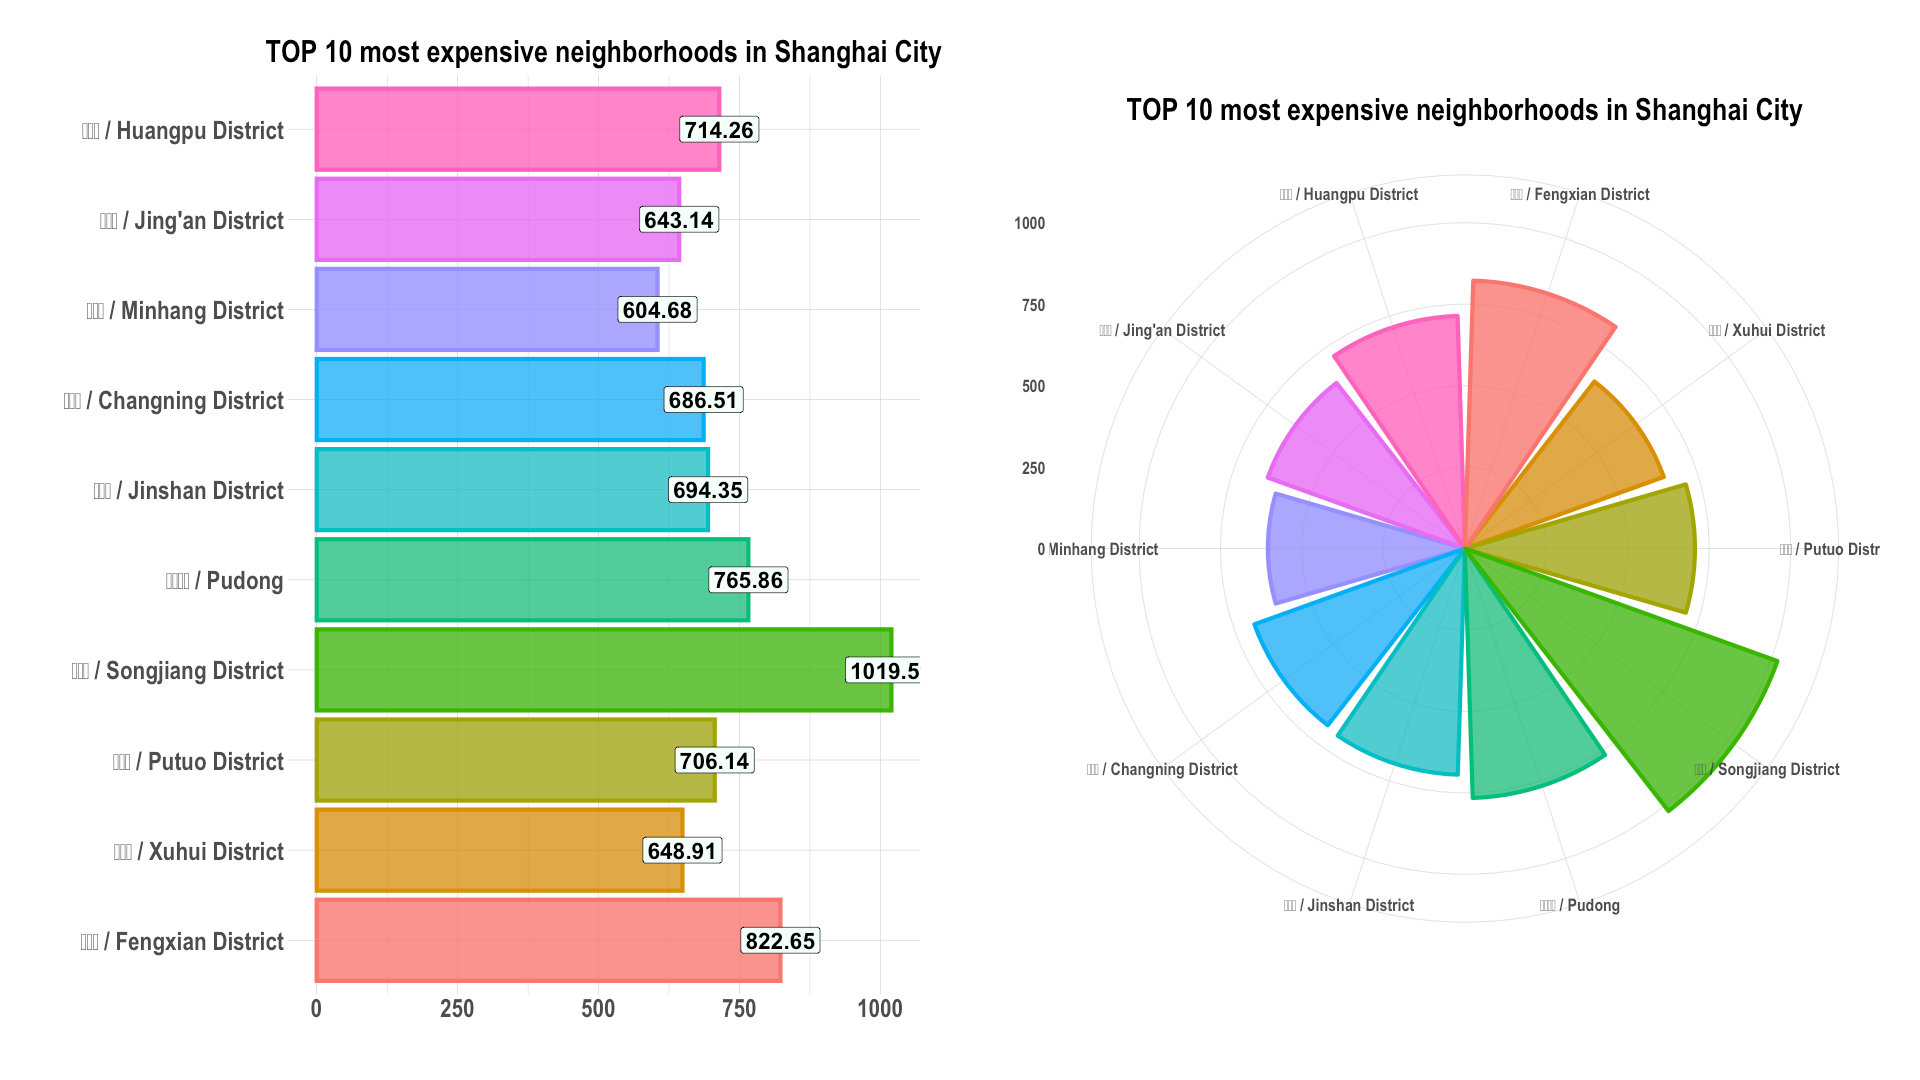 TOP 10 most expensive neighborhoods in Shanghai City
/ Huangpu District
714.26
/ Jing'an District
643.14
/ Minhang District
604.68
/ Changning District
686.51
/ Jinshan District
694.35
/ Pudong
765.86
/ Songjiang District
1019.5
/ Putuo District
706.14
/ Xuhui District
648.91
/ Fengxian District
822.65
0 250 500 750 1000
TOP 10 most expensive neighborhoods in Shanghai City
/ Huangpu District
/ Fengxian District
1000
750
/ Jing'an District
/ Xuhui District
500
250
0
Minhang District
/ Putuo Distr
/ Changning District
/ Songjiang District
/ Jinshan District
/ Pudong